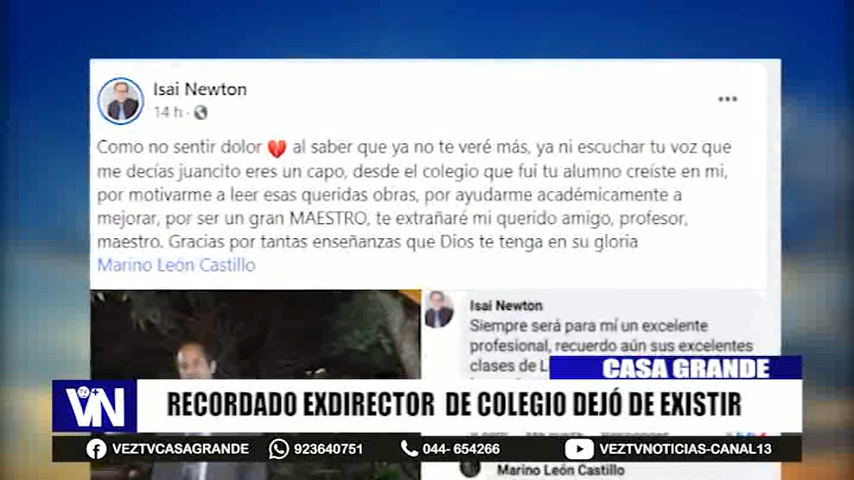 Isai Newton
14 h ·
Como no sentir dolor 💔 al saber que ya no te veré más, ya ni escuchar tu voz que
me decías juancito eres un capo, desde el colegio que fui tu alumno creíste en mi,
por motivarme a leer esas queridas obras, por ayudarme académicamente a
mejorar, por ser un gran MAESTRO, te extrañaré mi querido amigo, profesor,
maestro. Gracias por tantas enseñanzas que Dios te tenga en su gloria
Marino León Castillo
Isai Newton
Siempre será para mí un excelente
profesional, recuerdo aún sus excelentes
clases de
CASA GRANDE
VN
RECORDADO EXDIRECTOR DE COLEGIO DEJÓ DE EXISTIR
VEZTVCASAGRANDE 923640751 044- 654266 VEZTVNOTICIAS-CANAL13
Marino León Castillo